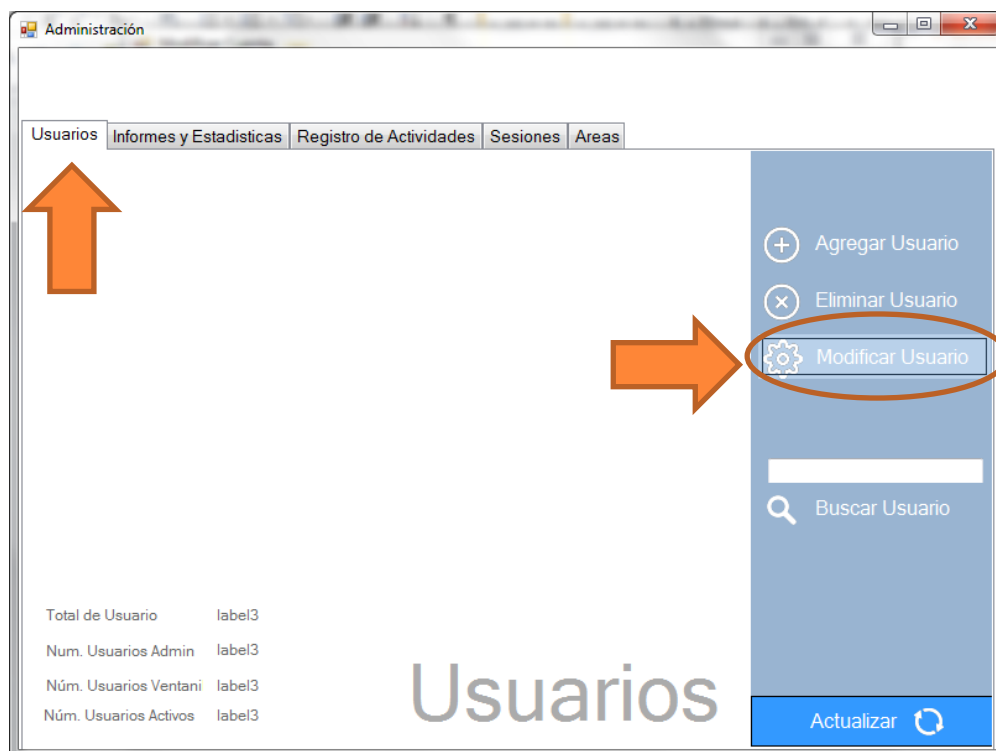 Administración
Usuarios Informes y Estadisticas Registro de Actividades Sesiones Areas
Agregar Usuario
Eliminar Usuario
Modificar Usuario
Buscar Usuario
Total de Usuario label3
Num. Usuarios Admin label3
Núm. Usuarios Ventani label3
Núm. Usuarios Activos label3
Usuarios
Actualizar